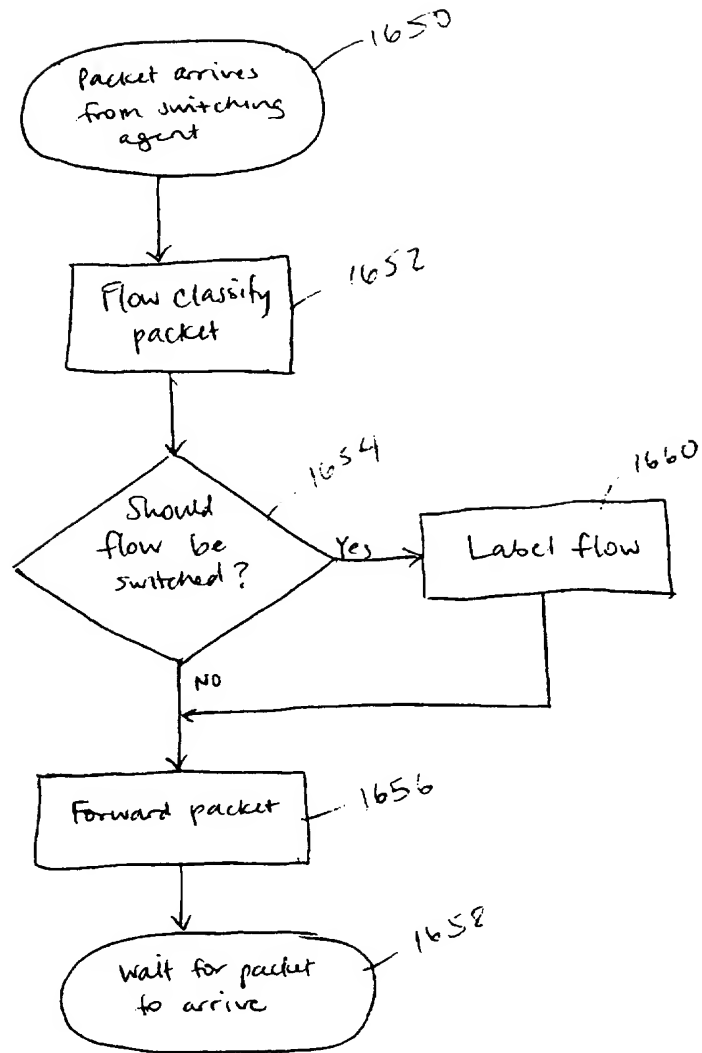 1650
Packet arrives
from switching
agent
1652
Flow classify
packet
1654
Should
flow be
switched?
Yes
1660
Label flow
NO
Forward packet
1656
1658
Wait for packet
to arrive